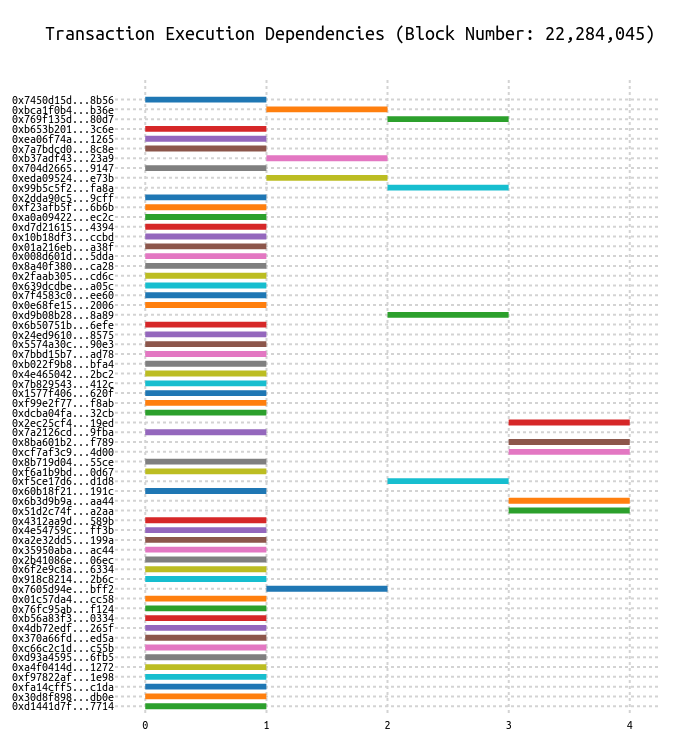 Transaction Execution Dependencies (Block Number: 22,284,045)
0x7450d15d...8b56
0xbca1f0b4...b36e
0x769f135d...80d7
0xb653b201...3c6e
0xea06f74a...1265
0x7a7bdcd0...8c8e
0xb37adf43...23a9
0x704d2665...9147
0xeda09524...e73b
0x99b5c5f2...fa8a
0x2dda90c5...9cff
0xf23afb5f...6b6b
0xa0a09422...ec2c
0xd7d21615...4394
0x10b18df3...ccbd
0x01a216eb...a38f
0x008d601d...5dda
0x8a40f380...ca28
0x2faab305...cd6c
0x639dcdbe...a05c
0x7f4583c0...ee60
0x0e68fe15...2006
0xd9b08b28...8a89
0x6b50751b...6efe
0x24ed9610...8575
0x5574a30c...90e3
0x7bbd15b7...ad78
0xb022f9b8...bfa4
0x4e465042...2bc2
0x7b829543...412c
0x1577f406...620f
0xf99e2f77...f8ab
0xdcba04fa...32cb
0x2ec25cf4...19ed
0x7a2126cd...9fba
0x8ba601b2...f789
0xcf7af3c9...4d00
0x8b719d04...55ce
0xf6a1b9bd...0d67
0xf5ce17d6...d1d8
0x60b18f21...191c
0x6b3d9b9a...aa44
0x51d2c74f...a2aa
0x4312aa9d...589b
0x4e54759c...ff3b
0xa2e32dd5...199a
0x35950aba...ac44
0x2b41086e...06ec
0x6f2e9c8a...6334
0x918c8214...2b6c
0x7605d94e...bff2
0x01c57da4...cc58
0x76fc95ab...f124
0xb56a83f3...0334
0x4db72edf...265f
0x370a66fd...ed5a
0xc66c2c1d...c55b
0xd93a4595...6fb5
0xa4f0414d...1272
0xf97822af...1e98
0xfa14cff5...c1da
0x30d8f898...db0e
0xd1441d7f...7714
0 1 2 3 4